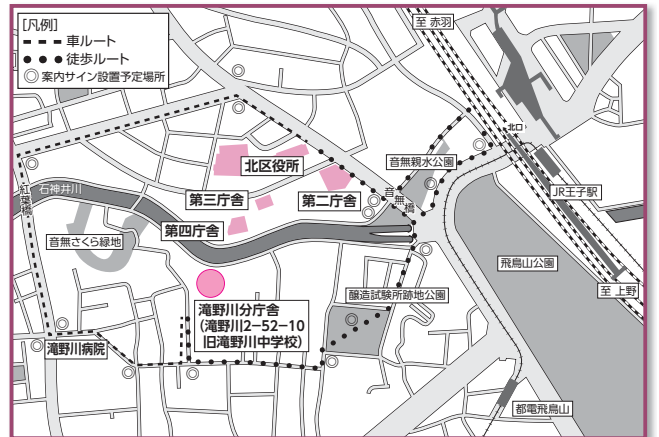 [凡例]
車ルート
徒歩ルート
案内サイン設置予定場所
至 赤羽
北口
音無親水公園
北区役所
JR王子駅
第三庁舎
第二庁舎
音無橋
石神井川
紅葉橋
第四庁舎
音無さくら緑地
飛鳥山公園
至 上野
醸造試験所跡地公園
滝野川分庁舎
(滝野川2−52−10
旧滝野川中学校)
滝野川病院
都電飛鳥山